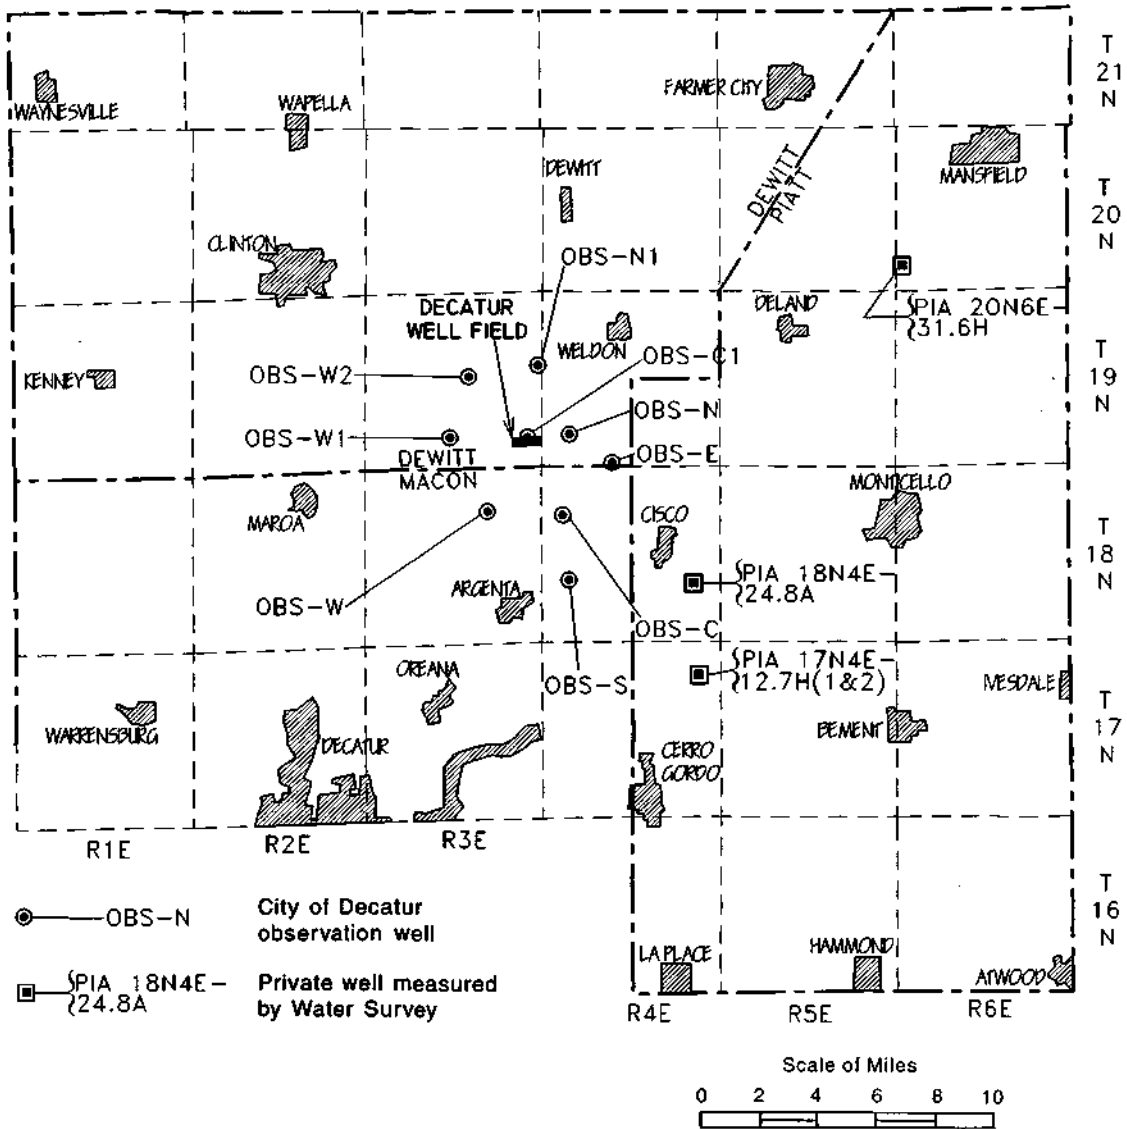 T
21
N
FARMER CITY
WAYNESVILLE
WAPELLA
DEWITT
DEWITT
PIATT
MANSFIELD
T
20
N
CLINTON
OBS-N1
DECATUR
WELL FIELD
DELAND
PIA 20N6E-
31.6H
WELDON
OBS-C1
KENNEY
OBS-W2
T
19
N
OBS-N
OBS-W1
OBS-E
DEWITT
MACON
MONTICELLO
MAROA
CISCO
T
18
N
ARGENTA
PIA 18N4E-
24.8A
OBS-W
OBS-C
OREANA
OBS-S
PIA 17N4E-
12.7H(1&2)
IVESDALE
T
17
N
WARRENSBURG
DECATUR
BEMENT
CERRO
GORDO
R1E
R2E
R3E
T
16
N
OBS-N
City of Decatur
observation well
LA PLACE
HAMMOND
ATWOOD
PIA 18N4E-
24.8A
Private well measured
by Water Survey
R4E
R5E
R6E
Scale of Miles
0 2 4 6 8 10